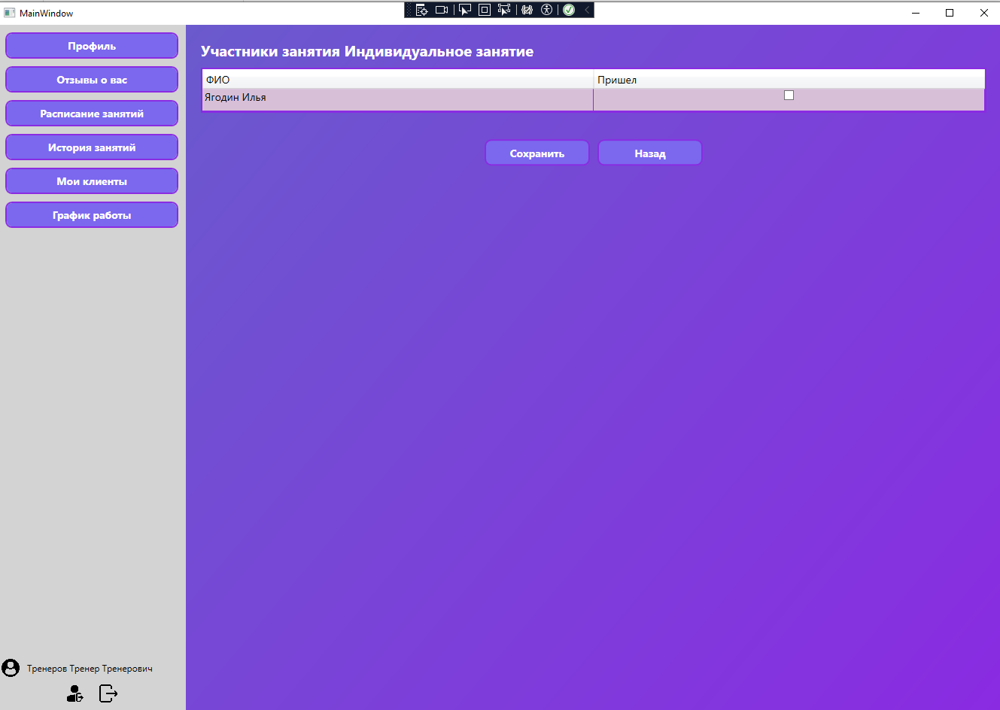 MainWindow
Профиль
Отзывы о вас
Расписание занятий
История занятий
Мои клиенты
График работы
Тренеров Тренер Тренерович
Участники занятия Индивидуальное занятие
ФИО Пришел
Ягодин Илья
Сохранить Назад